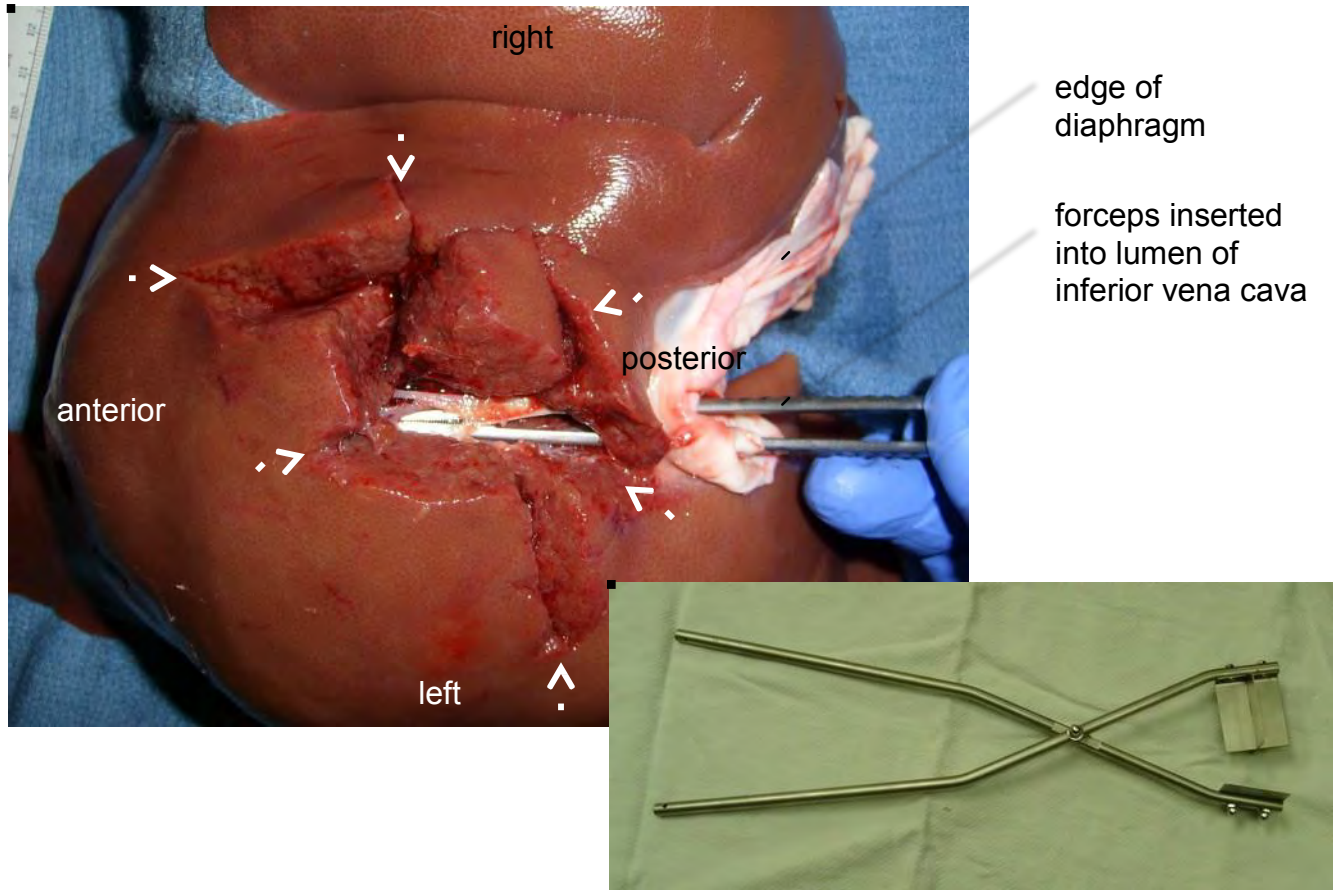 right
edge of
diaphragm
forceps inserted
into lumen of
inferior vena cava
posterior
anterior
left